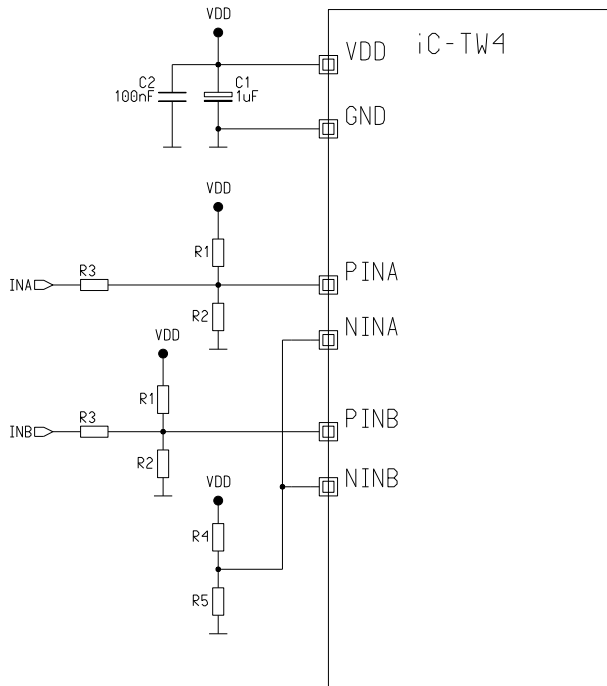 VDD
VDD iC-TW4
C2 C1
100nF 1uF
GND
VDD
R1
PINA
INA R3
R2
NINA
VDD
R1
PINB
INB R3
R2
NINB
VDD
R4
R5